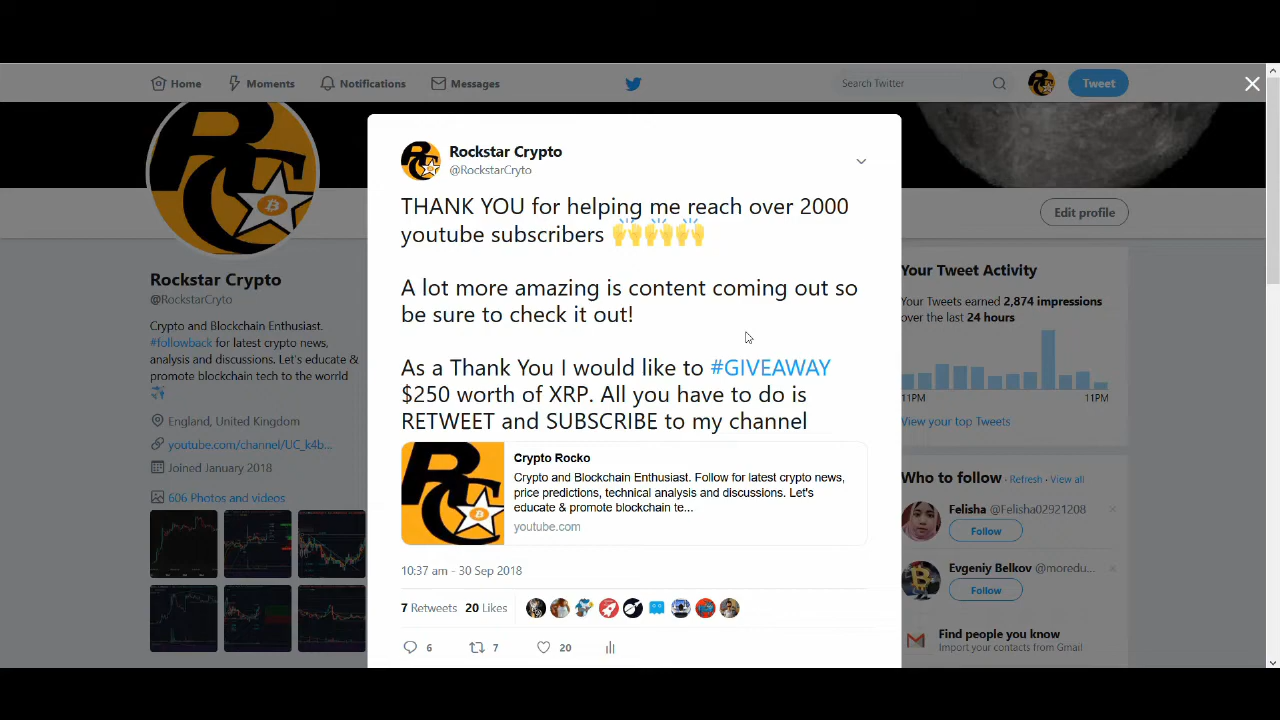 Home
Moments
Notifications
Messages
Search Twitter
Tweet
Edit profile
Rockstar Crypto
@RockstarCryto
Crypto and Blockchain Enthusiast.
#followback for latest crypto news,
analysis and discussions. Let's educate &
promote blockchain tech to the worrld
England, United Kingdom
youtube.com/channel/UC_k4b...
Joined January 2018
606 Photos and videos
Rockstar Crypto
@RockstarCryto
THANK YOU for helping me reach over 2000
youtube subscribers 🙌🙌🙌
A lot more amazing is content coming out so
be sure to check it out!
As a Thank You I would like to #GIVEAWAY
$250 worth of XRP. All you have to do is
RETWEET and SUBSCRIBE to my channel
Crypto Rocko
Crypto and Blockchain Enthusiast. Follow for latest crypto news,
price predictions, technical analysis and discussions. Let's
educate & promote blockchain te...
youtube.com
10:37 am - 30 Sep 2018
7 Retweets 20 Likes
6 7 20
Your Tweet Activity
Your Tweets earned 2,874 impressions
over the last 24 hours
11PM 11PM
View your top Tweets
Who to follow · Refresh · View all
Felisha @Felisha02921208
Follow
Evgeniy Belkov @moredu...
Follow
Find people you know
Import your contacts from Gmail